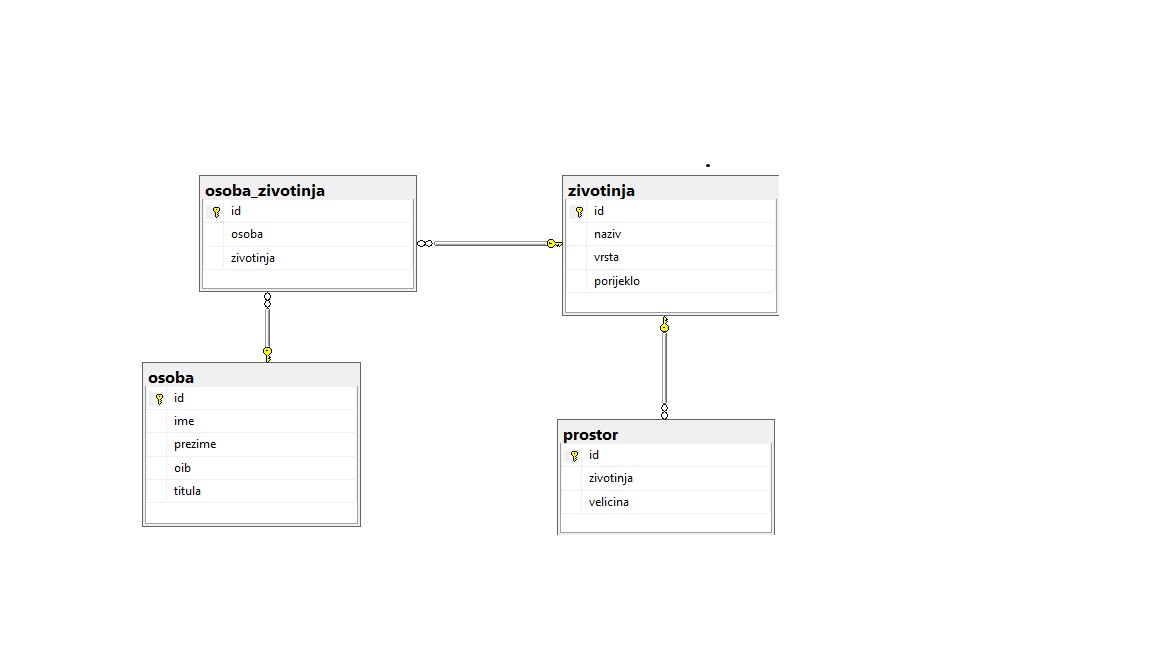 osoba_zivotinja
id
osoba
zivotinja
zivotinja
id
naziv
vrsta
porijeklo
osoba
id
ime
prezime
oib
titula
prostor
id
zivotinja
velicina